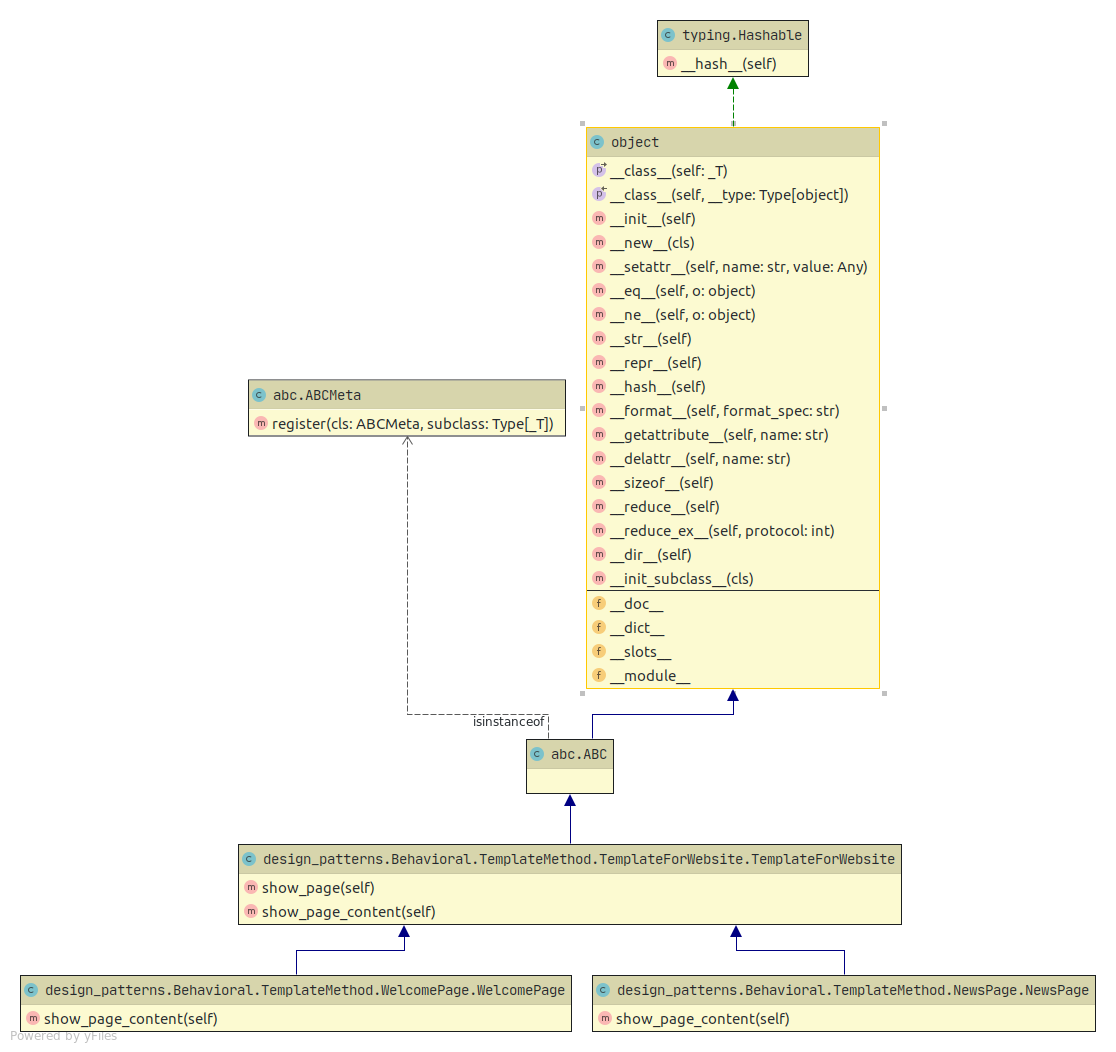 typing.Hashable
__hash__(self)
object
__class__(self: _T)
__class__(self, __type: Type[object])
__init__(self)
__new__(cls)
__setattr__(self, name: str, value: Any)
__eq__(self, o: object)
__ne__(self, o: object)
__str__(self)
__repr__(self)
__hash__(self)
__format__(self, format_spec: str)
__getattribute__(self, name: str)
__delattr__(self, name: str)
__sizeof__(self)
__reduce__(self)
__reduce_ex__(self, protocol: int)
__dir__(self)
__init_subclass__(cls)
__doc__
__dict__
__slots__
__module__
abc.ABCMeta
register(cls: ABCMeta, subclass: Type[_T])
isinstanceof
abc.ABC
design_patterns.Behavioral.TemplateMethod.TemplateForWebsite.TemplateForWebsite
show_page(self)
show_page_content(self)
design_patterns.Behavioral.TemplateMethod.WelcomePage.WelcomePage
show_page_content(self)
design_patterns.Behavioral.TemplateMethod.NewsPage.NewsPage
show_page_content(self)
Powered by yFiles